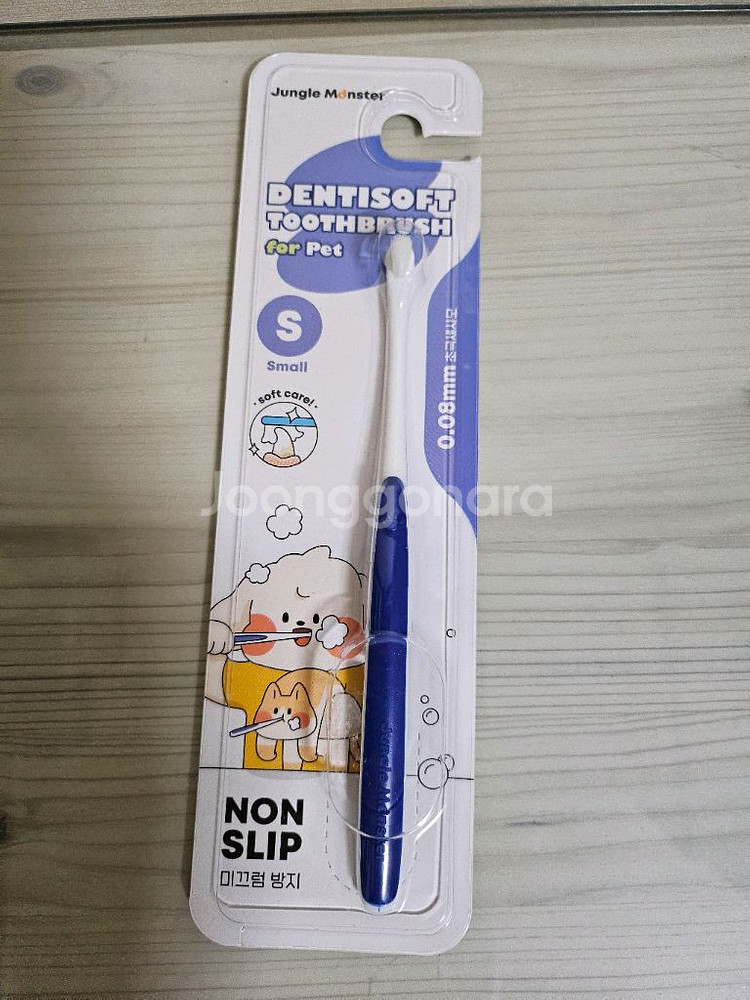 Jungle Monster
DENTISOFT
TOOTHBRUSH
for Pet
S
Small
soft care!
0.08mm 극세사모
Joonggonara
Jungle Monster
NON
SLIP
미끄럼 방지